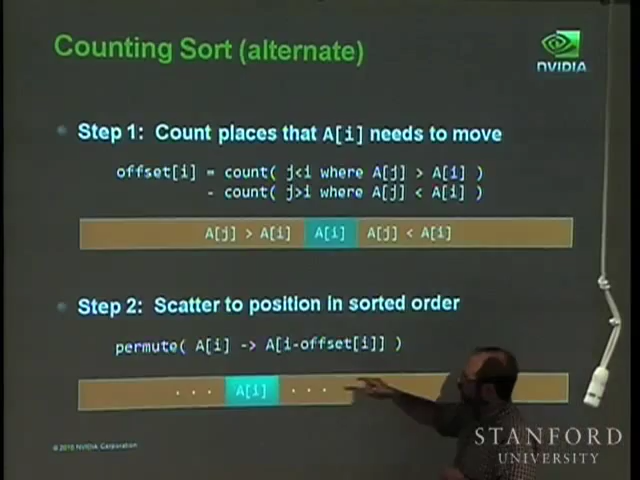 Counting Sort (alternate)
NVIDIA
Step 1: Count places that A[i] needs to move
offset[i] = count( j<i where A[j] > A[i] )
- count( j>i where A[j] < A[i] )
A[j] > A[i] A[i] A[j] < A[i]
Step 2: Scatter to position in sorted order
permute( A[i] -> A[i-offset[i]] )
. . . A[i] . . .
© 2010 NVIDIA Corporation
STANFORD
UNIVERSITY